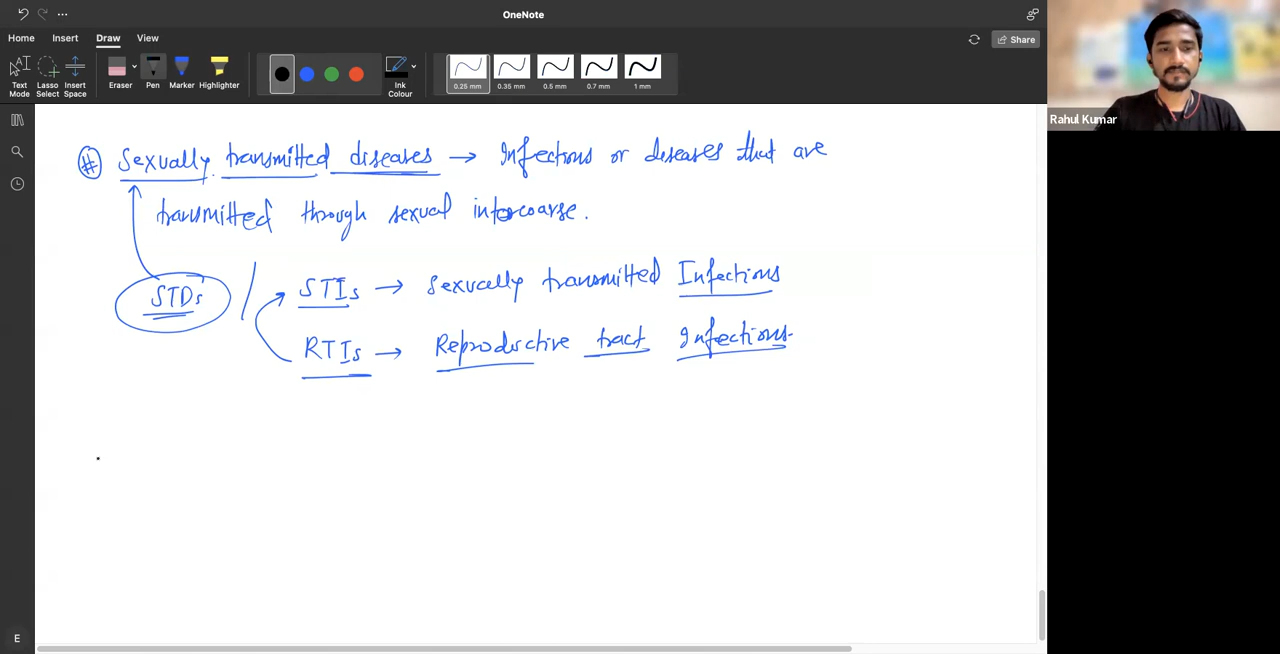 OneNote
Home Insert Draw View
Share
Text Mode
Lasso Select
Insert Space
Eraser
Pen
Marker
Highlighter
Ink Colour
0.25 mm
0.35 mm
0.5 mm
0.7 mm
1 mm
Rahul Kumar
# Sexually transmitted diseases → Infections or diseases that are
transmitted through sexual intercoarse.
STDs / STIs → Sexually transmitted Infections
RTIs → Reproductive tract Infections.
E